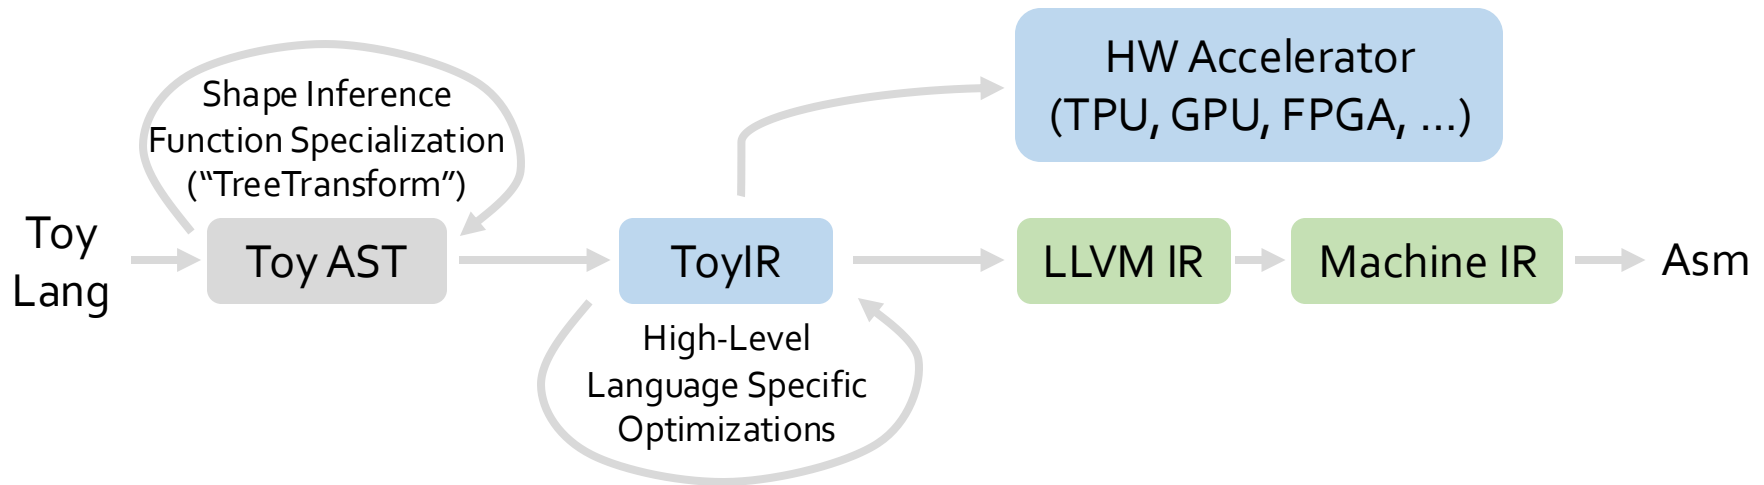 HW Accelerator
(TPU, GPU, FPGA, ...)
Shape Inference
Function Specialization
(“TreeTransform”)
Toy
Lang
Toy AST
ToyIR
LLVM IR
Machine IR
Asm
High-Level
Language Specific
Optimizations